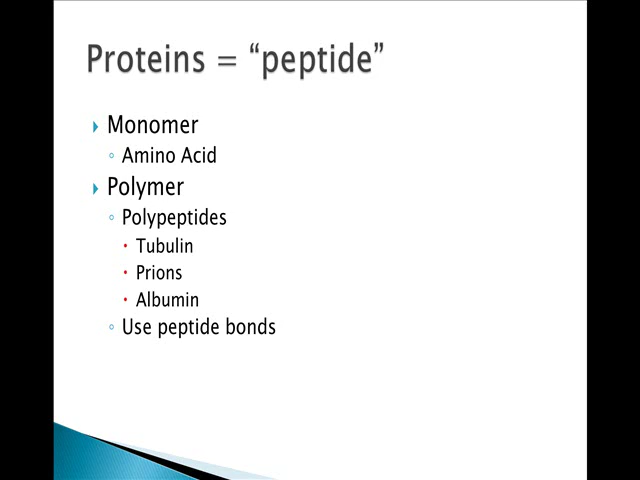 Proteins = “peptide”
Monomer
Amino Acid
Polymer
Polypeptides
Tubulin
Prions
Albumin
Use peptide bonds